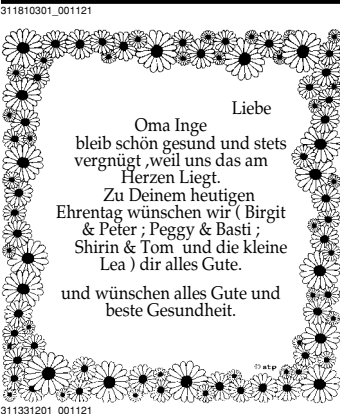 311810301_001121
Liebe
Oma Inge
bleib schön gesund und stets
vergnügt ,weil uns das am
Herzen Liegt.
Zu Deinem heutigen
Ehrentag wünschen wir ( Birgit
& Peter ; Peggy & Basti ;
Shirin & Tom und die kleine
Lea ) dir alles Gute.
und wünschen alles Gute und
beste Gesundheit.
© stp
311331201_001121